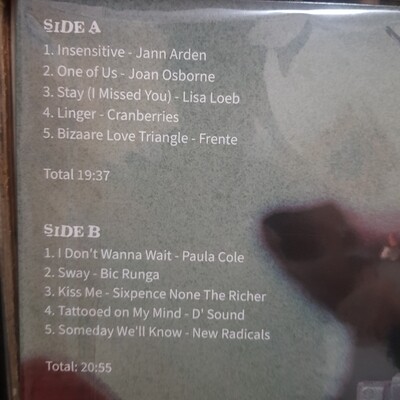 SIDE A
1. Insensitive - Jann Arden
2. One of Us - Joan Osborne
3. Stay (I Missed You) - Lisa Loeb
4. Linger - Cranberries
5. Bizaare Love Triangle - Frente
Total 19:37
SIDE B
1. I Don't Wanna Wait - Paula Cole
2. Sway - Bic Runga
3. Kiss Me - Sixpence None The Richer
4. Tattooed on My Mind - D' Sound
5. Someday We'll Know - New Radicals
Total: 20:55